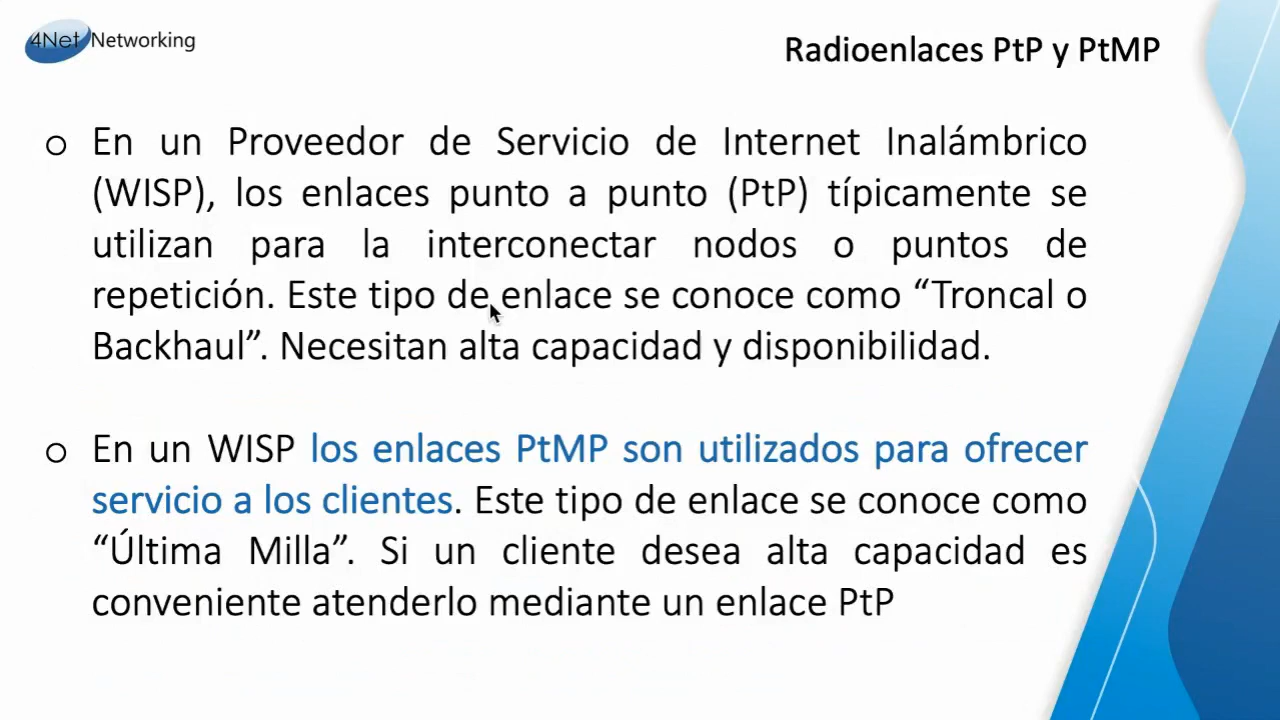 4Net Networking
Radioenlaces PtP y PtMP
o En un Proveedor de Servicio de Internet Inalámbrico
(WISP), los enlaces punto a punto (PtP) típicamente se
utilizan para la interconectar nodos o puntos de
repetición. Este tipo de enlace se conoce como “Troncal o
Backhaul”. Necesitan alta capacidad y disponibilidad.
o En un WISP los enlaces PtMP son utilizados para ofrecer
servicio a los clientes. Este tipo de enlace se conoce como
“Última Milla”. Si un cliente desea alta capacidad es
conveniente atenderlo mediante un enlace PtP